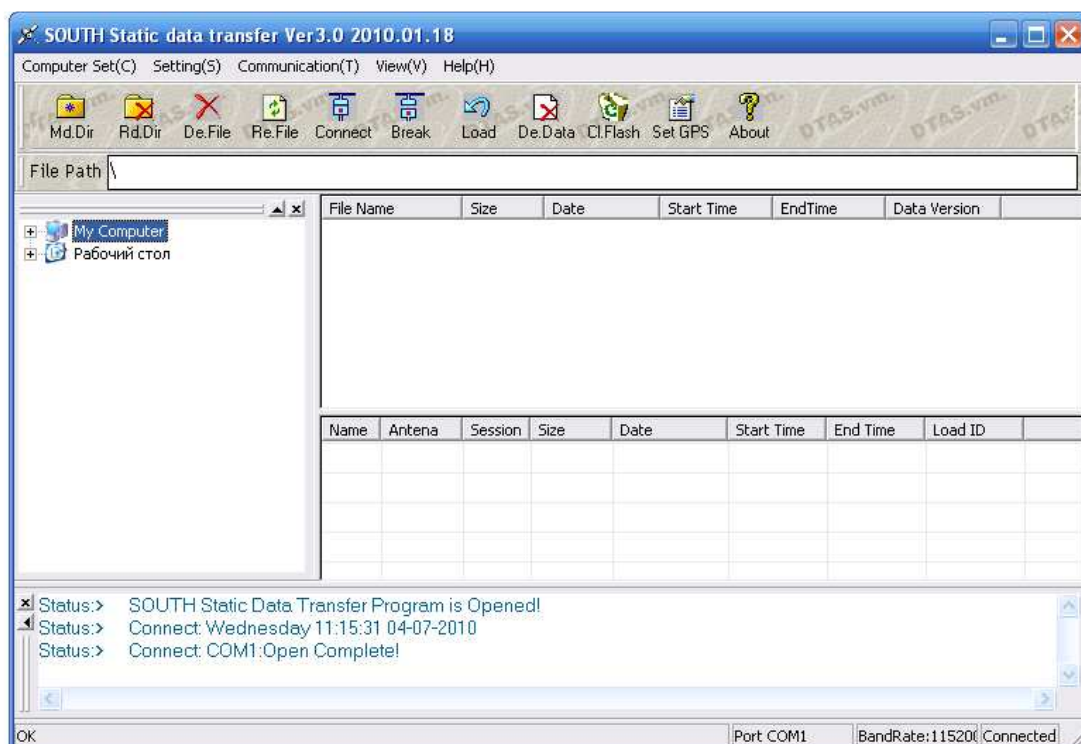 SOUTH Static data transfer Ver3.0 2010.01.18
Computer Set(C) Setting(S) Communication(T) View(V) Help(H)
Md.Dir Rd.Dir De.File Re.File Connect Break Load De.Data Cl.Flash Set GPS About
File Path \
File Name Size Date Start Time EndTime Data Version
My Computer
Рабочий стол
Name Antena Session Size Date Start Time End Time Load ID
Status:> SOUTH Static Data Transfer Program is Opened!
Status:> Connect: Wednesday 11:15:31 04-07-2010
Status:> Connect: COM1:Open Complete!
OK Port COM1 BandRate:115200 Connected